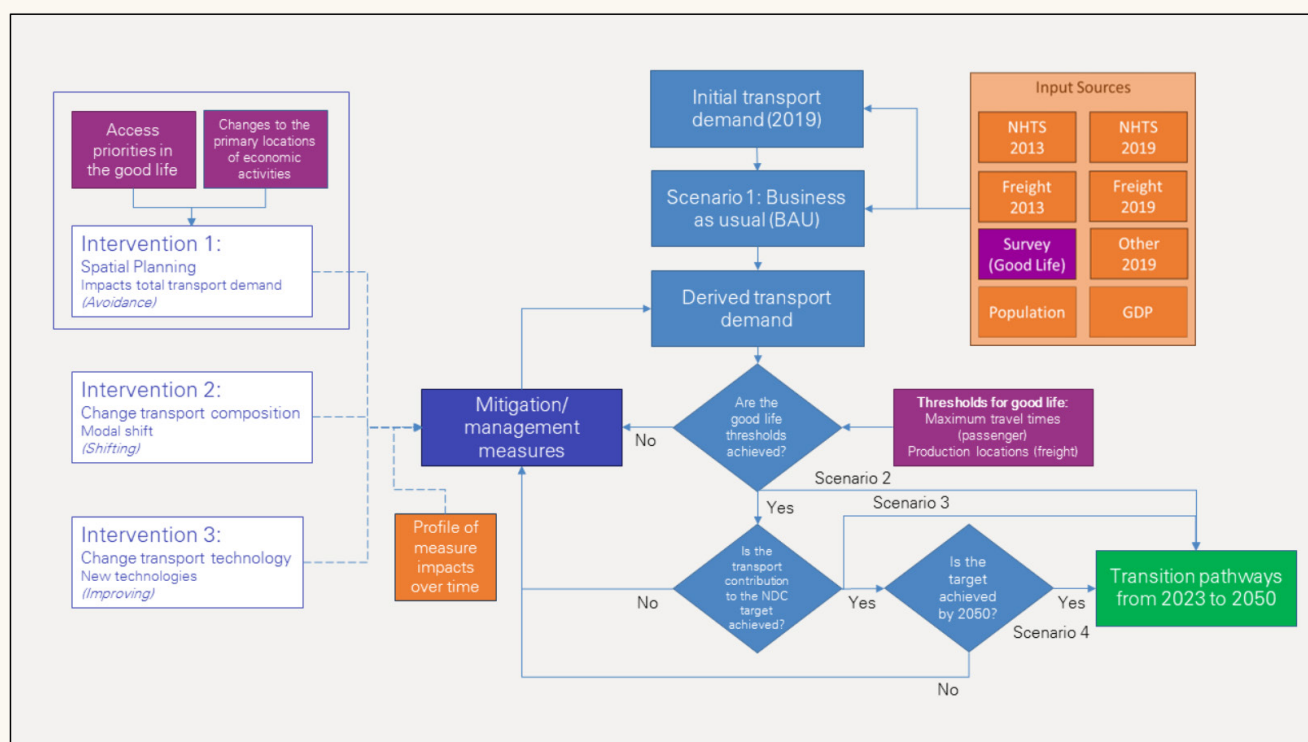 Access
priorities in
the good life
Changes to the
primary locations
of economic
activities
Intervention 1:
Spatial Planning
Impacts total transport demand
(Avoidance)
Intervention 2:
Change transport composition
Modal shift
(Shifting)
Intervention 3:
Change transport technology
New technologies
(Improving)
Profile of
measure
impacts
over time
Mitigation/
management
measures
Initial transport
demand (2019)
Scenario 1: Business
as usual (BAU)
Derived transport
demand
Are the
good life
thresholds
achieved?
No
Yes
Is the
transport
contribution
to the NDC
target
achieved?
No
Yes
Is the
target
achieved
by 2050?
Yes
No
Scenario 2
Scenario 3
Scenario 4
Thresholds for good life:
Maximum travel times
(passenger)
Production locations (freight)
Transition pathways
from 2023 to 2050
Input Sources
NHTS
2013
NHTS
2019
Freight
2013
Freight
2019
Survey
(Good Life)
Other
2019
Population
GDP